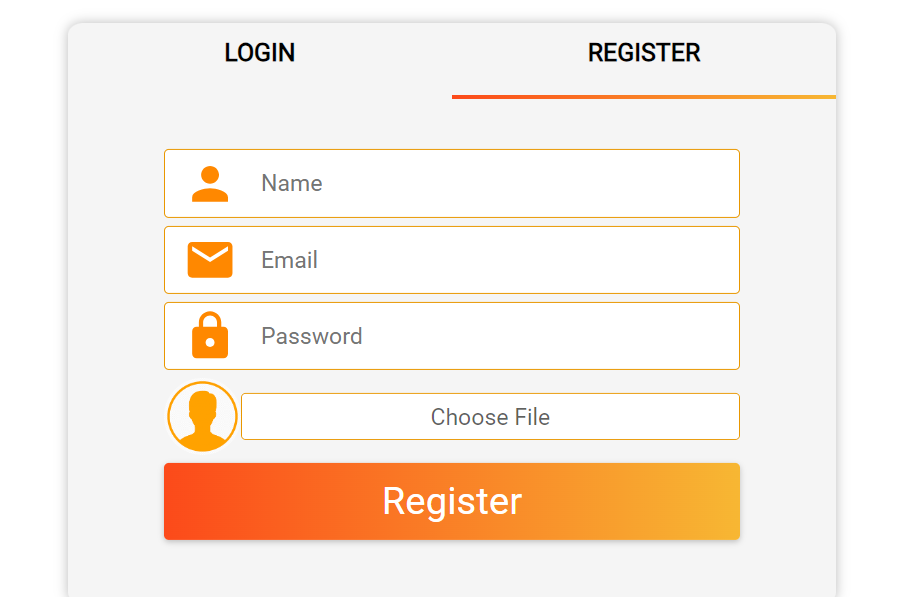 LOGIN
REGISTER
Name
Email
Password
Choose File
Register